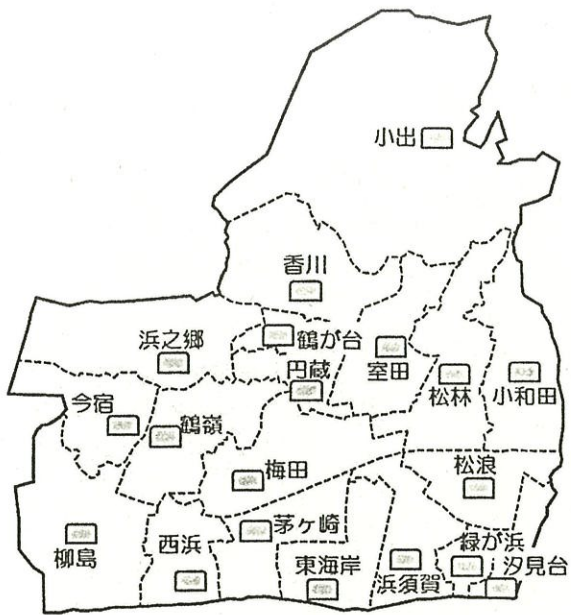 小出
香川
鶴が台
浜之郷
円蔵
室田
松林
小和田
今宿
鶴嶺
梅田
松浪
茅ヶ崎
柳島
西浜
東海岸
浜須賀
緑が浜
汐見台